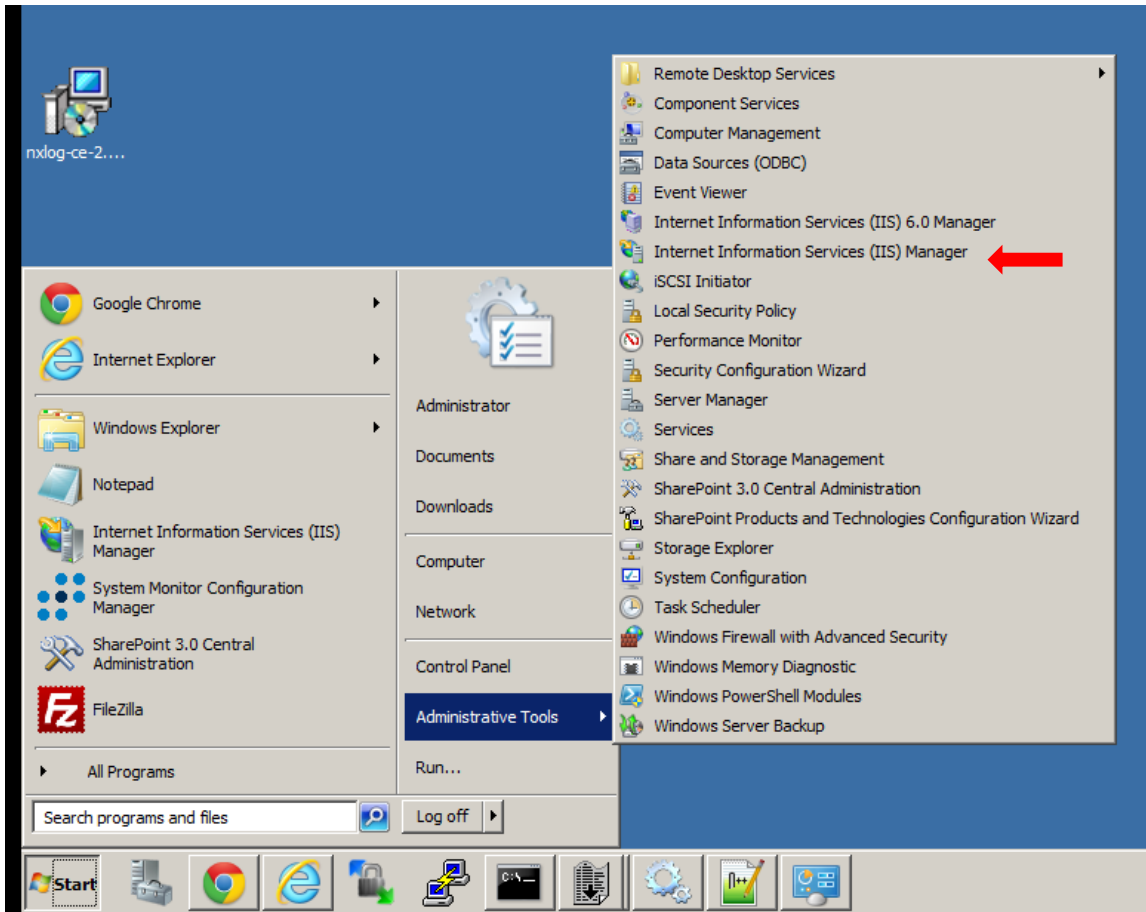 nxlog-ce-2....
Google Chrome
Internet Explorer
Windows Explorer
Notepad
Internet Information Services (IIS)
Manager
System Monitor Configuration
Manager
SharePoint 3.0 Central
Administration
FileZilla
All Programs
Search programs and files
Administrator
Documents
Downloads
Computer
Network
Control Panel
Administrative Tools
Run...
Log off
Remote Desktop Services
Component Services
Computer Management
Data Sources (ODBC)
Event Viewer
Internet Information Services (IIS) 6.0 Manager
Internet Information Services (IIS) Manager
iSCSI Initiator
Local Security Policy
Performance Monitor
Security Configuration Wizard
Server Manager
Services
Share and Storage Management
SharePoint 3.0 Central Administration
SharePoint Products and Technologies Configuration Wizard
Storage Explorer
System Configuration
Task Scheduler
Windows Firewall with Advanced Security
Windows Memory Diagnostic
Windows PowerShell Modules
Windows Server Backup
Start